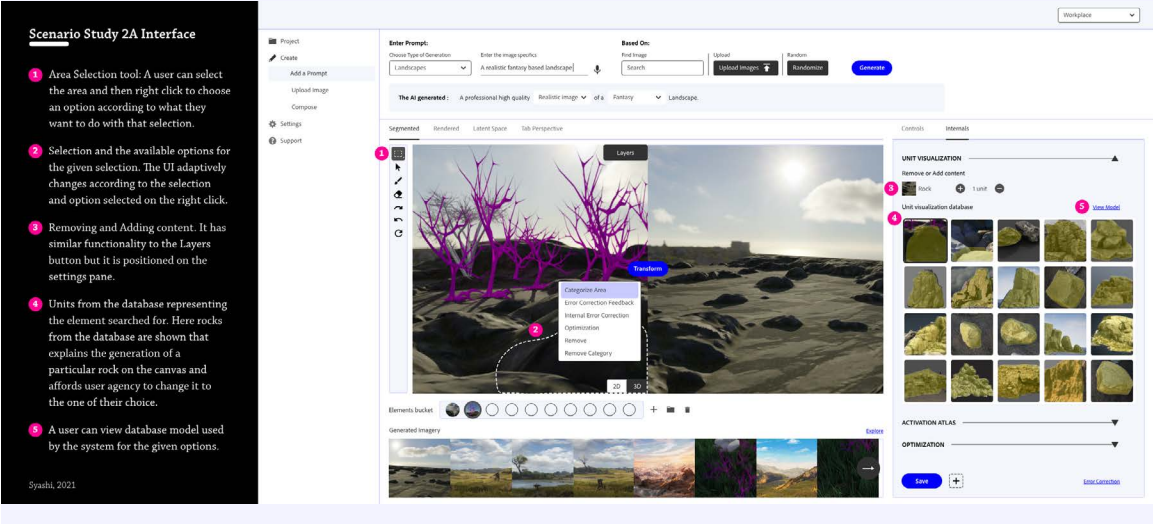 Scenario Study 2A Interface
1 Area Selection tool: A user can select
the area and then right click to choose
an option according to what they
want to do with that selection.
2 Selection and the available options for
the given selection. The UI adaptively
changes according to the selection
and option selected on the right click.
3 Removing and Adding content. It has
similar functionality to the Layers
button but it is positioned on the
settings pane.
4 Units from the database representing
the element searched for. Here rocks
from the database are shown that
explains the generation of a
particular rock on the canvas and
affords user agency to change it to
the one of their choice.
5 A user can view database model used
by the system for the given options.
Syashi, 2021
Workplace
Project
Create
Add a Prompt
Upload Image
Compose
Settings
Support
Enter Prompt:
Based On:
Choose Type of Generation
Enter the image specifics
Find Image
Upload
Random
Landscapes
A realistic fantasy based landscape
Search
Upload Images
Randomize
Generate
The AI generated : A professional high quality Realistic image of a Fantasy Landscape.
Segmented Rendered Latent Space Tab Perspective
1
Layers
Transform
Categorize Area
Error Correction Feedback
Internal Error Correction
Optimization
Remove
Remove Category
2
2D 3D
Elements bucket
Generated Imagery
Explore
Controls Internals
UNIT VISUALIZATION
Remove or Add content
3 Rock 1 unit
Unit visualization database
5 View Model
4
ACTIVATION ATLAS
OPTIMIZATION
Save
Error Correction